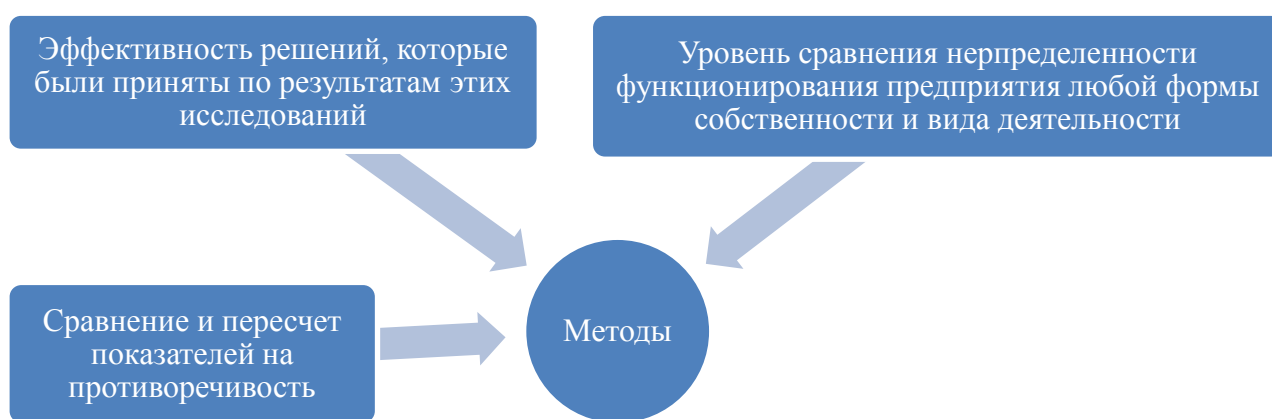 Эффективность решений, которые
были приняты по результатам этих
исследований
Уровень сравнения нерпределенности
функционирования предприятия любой формы
собственности и вида деятельности
Сравнение и пересчет
показателей на
противоречивость
Методы